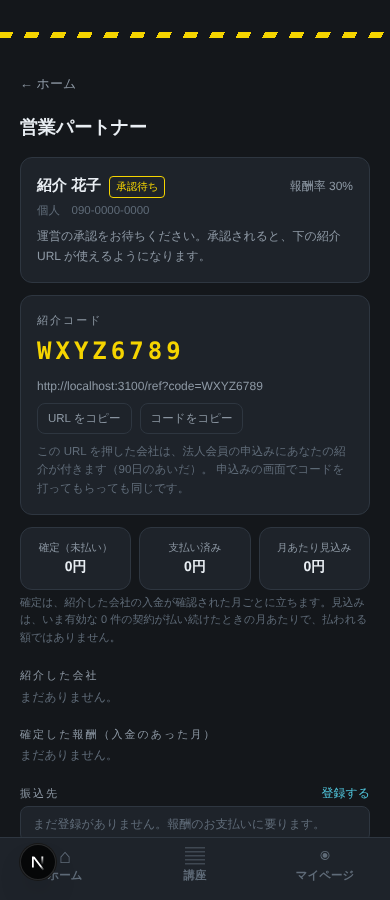 ← ホーム
営業パートナー
紹介 花子 承認待ち 報酬率 30%
個人 090-0000-0000
運営の承認をお待ちください。承認されると、下の紹介
URL が使えるようになります。
紹介コード
WXYZ6789
http://localhost:3100/ref?code=WXYZ6789
URL をコピー コードをコピー
この URL を押した会社は、法人会員の申込みにあなたの紹
介が付きます（90日のあいだ）。 申込みの画面でコードを
打ってもらっても同じです。
確定（未払い） 支払い済み 月あたり見込み
0円 0円 0円
確定は、紹介した会社の入金が確認された月ごとに立ちます。見込み
は、いま有効な 0 件の契約が払い続けたときの月あたりで、払われる
額ではありません。
紹介した会社
まだありません。
確定した報酬（入金のあった月）
まだありません。
振込先 登録する
まだ登録がありません。報酬のお支払いに要ります。
N
ホーム 講座 マイページ